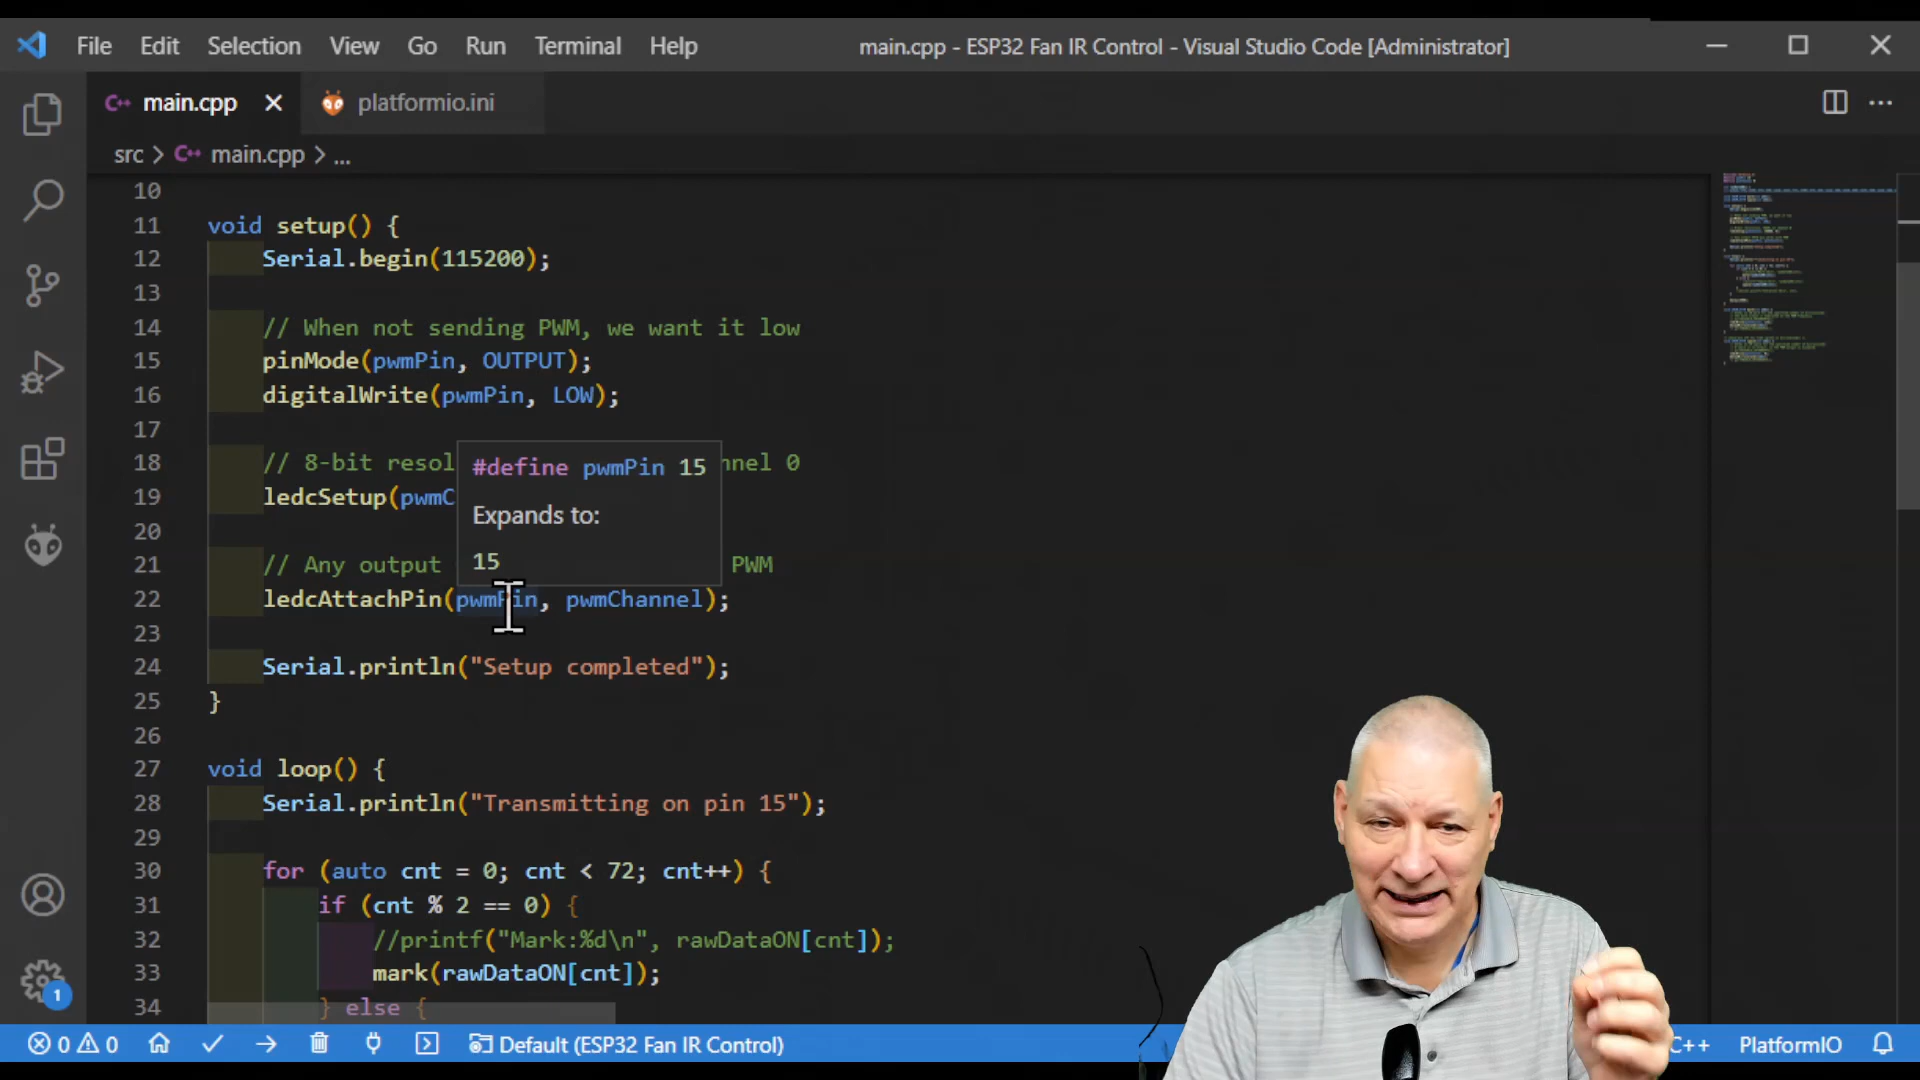 File Edit Selection View Go Run Terminal Help main.cpp - ESP32 Fan IR Control - Visual Studio Code [Administrator]
C++ main.cpp platformio.ini
src > C++ main.cpp > ...
10
11 void setup() {
12 Serial.begin(115200);
13
14 // When not sending PWM, we want it low
15 pinMode(pwmPin, OUTPUT);
16 digitalWrite(pwmPin, LOW);
17
18 // 8-bit resol nnel 0
#define pwmPin 15
19 ledcSetup(pwmC
Expands to:
20
15
21 // Any output PWM
22 ledcAttachPin(pwmPin, pwmChannel);
23
24 Serial.println("Setup completed");
25 }
26
27 void loop() {
28 Serial.println("Transmitting on pin 15");
29
30 for (auto cnt = 0; cnt < 72; cnt++) {
31 if (cnt % 2 == 0) {
32 //printf("Mark:%d\n", rawDataON[cnt]);
33 mark(rawDataON[cnt]);
34 } else {
1
0 0 Default (ESP32 Fan IR Control) C++ PlatformIO